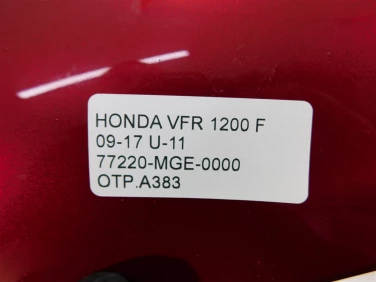 HONDA VFR 1200 F
09-17 U-11
77220-MGE-0000
OTP.A383